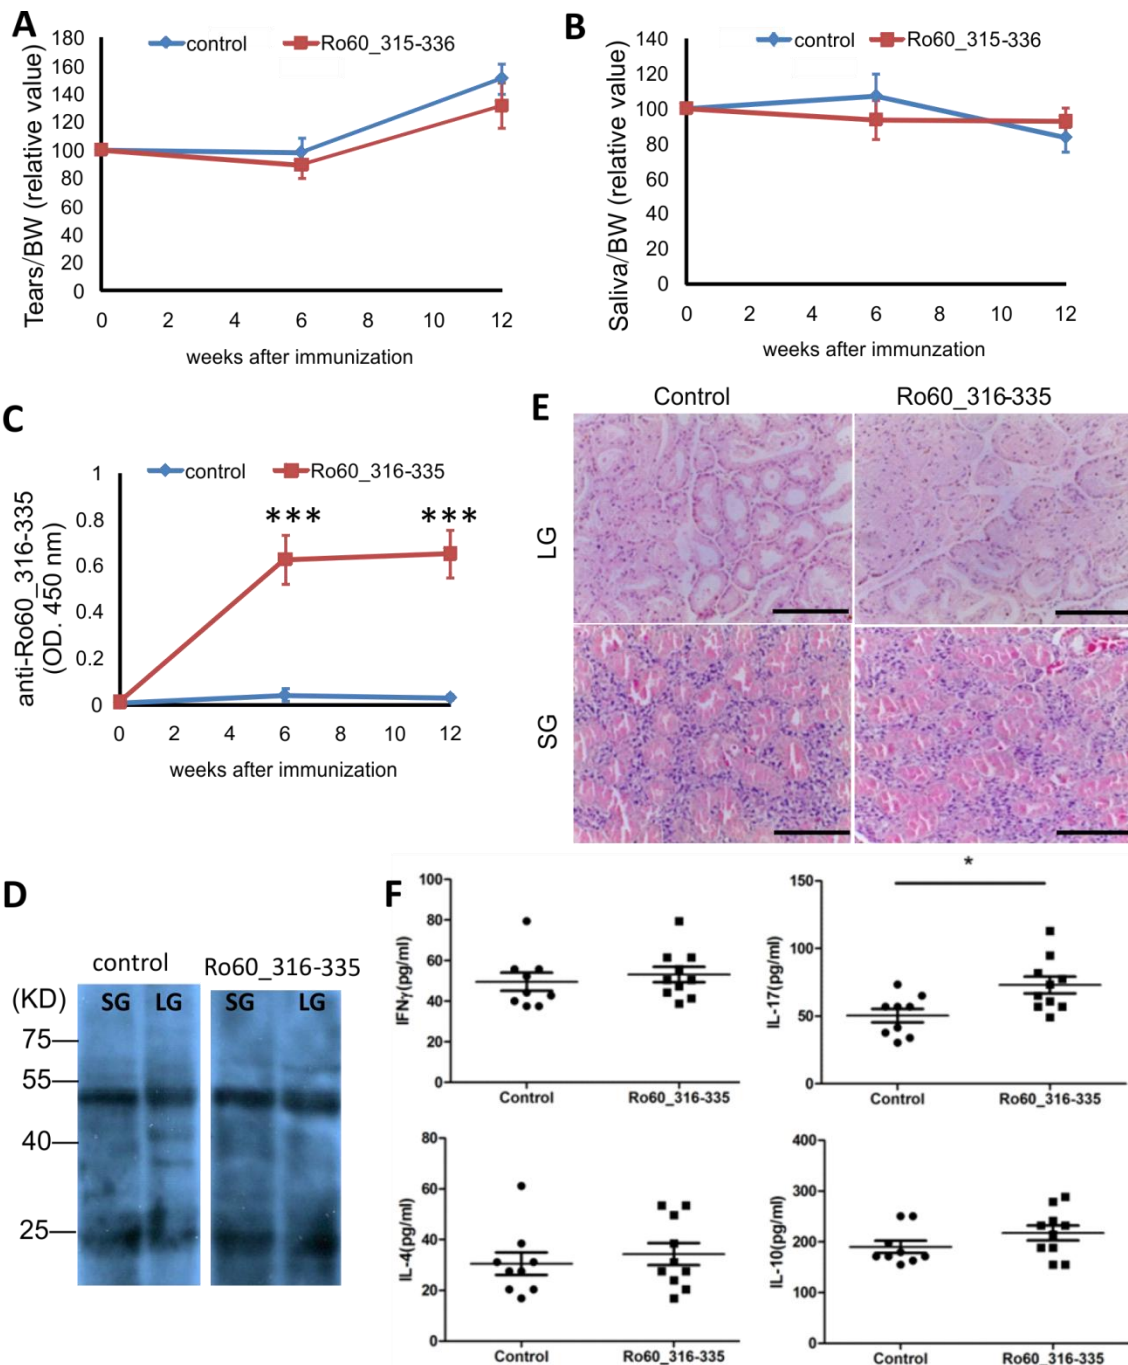 A
180
160
140
120
100
80
60
40
20
0
Tears/BW (relative value)
control
Ro60_315-336
0 2 4 6 8 10 12
weeks after immunization
B
140
120
100
80
60
40
20
0
Saliva/BW (relative value)
control
Ro60_315-336
0 2 4 6 8 10 12
weeks after immunzation
C
1
0.8
0.6
0.4
0.2
0
anti-Ro60_316-335
(OD. 450 nm)
control
Ro60_316-335
*** ***
0 2 4 6 8 10 12
weeks after immunization
E
Control Ro60_316-335
LG
SG
D
control Ro60_316-335
(KD) SG LG SG LG
75
55
40
25
F
100
80
60
40
20
0
IFNγ(pg/ml)
Control Ro60_316-335
150
100
50
0
IL-17(pg/ml)
*
Control Ro60_316-335
80
60
40
20
0
IL-4(pg/ml)
Control Ro60_316-335
400
300
200
100
0
IL-10(pg/ml)
Control Ro60_316-335